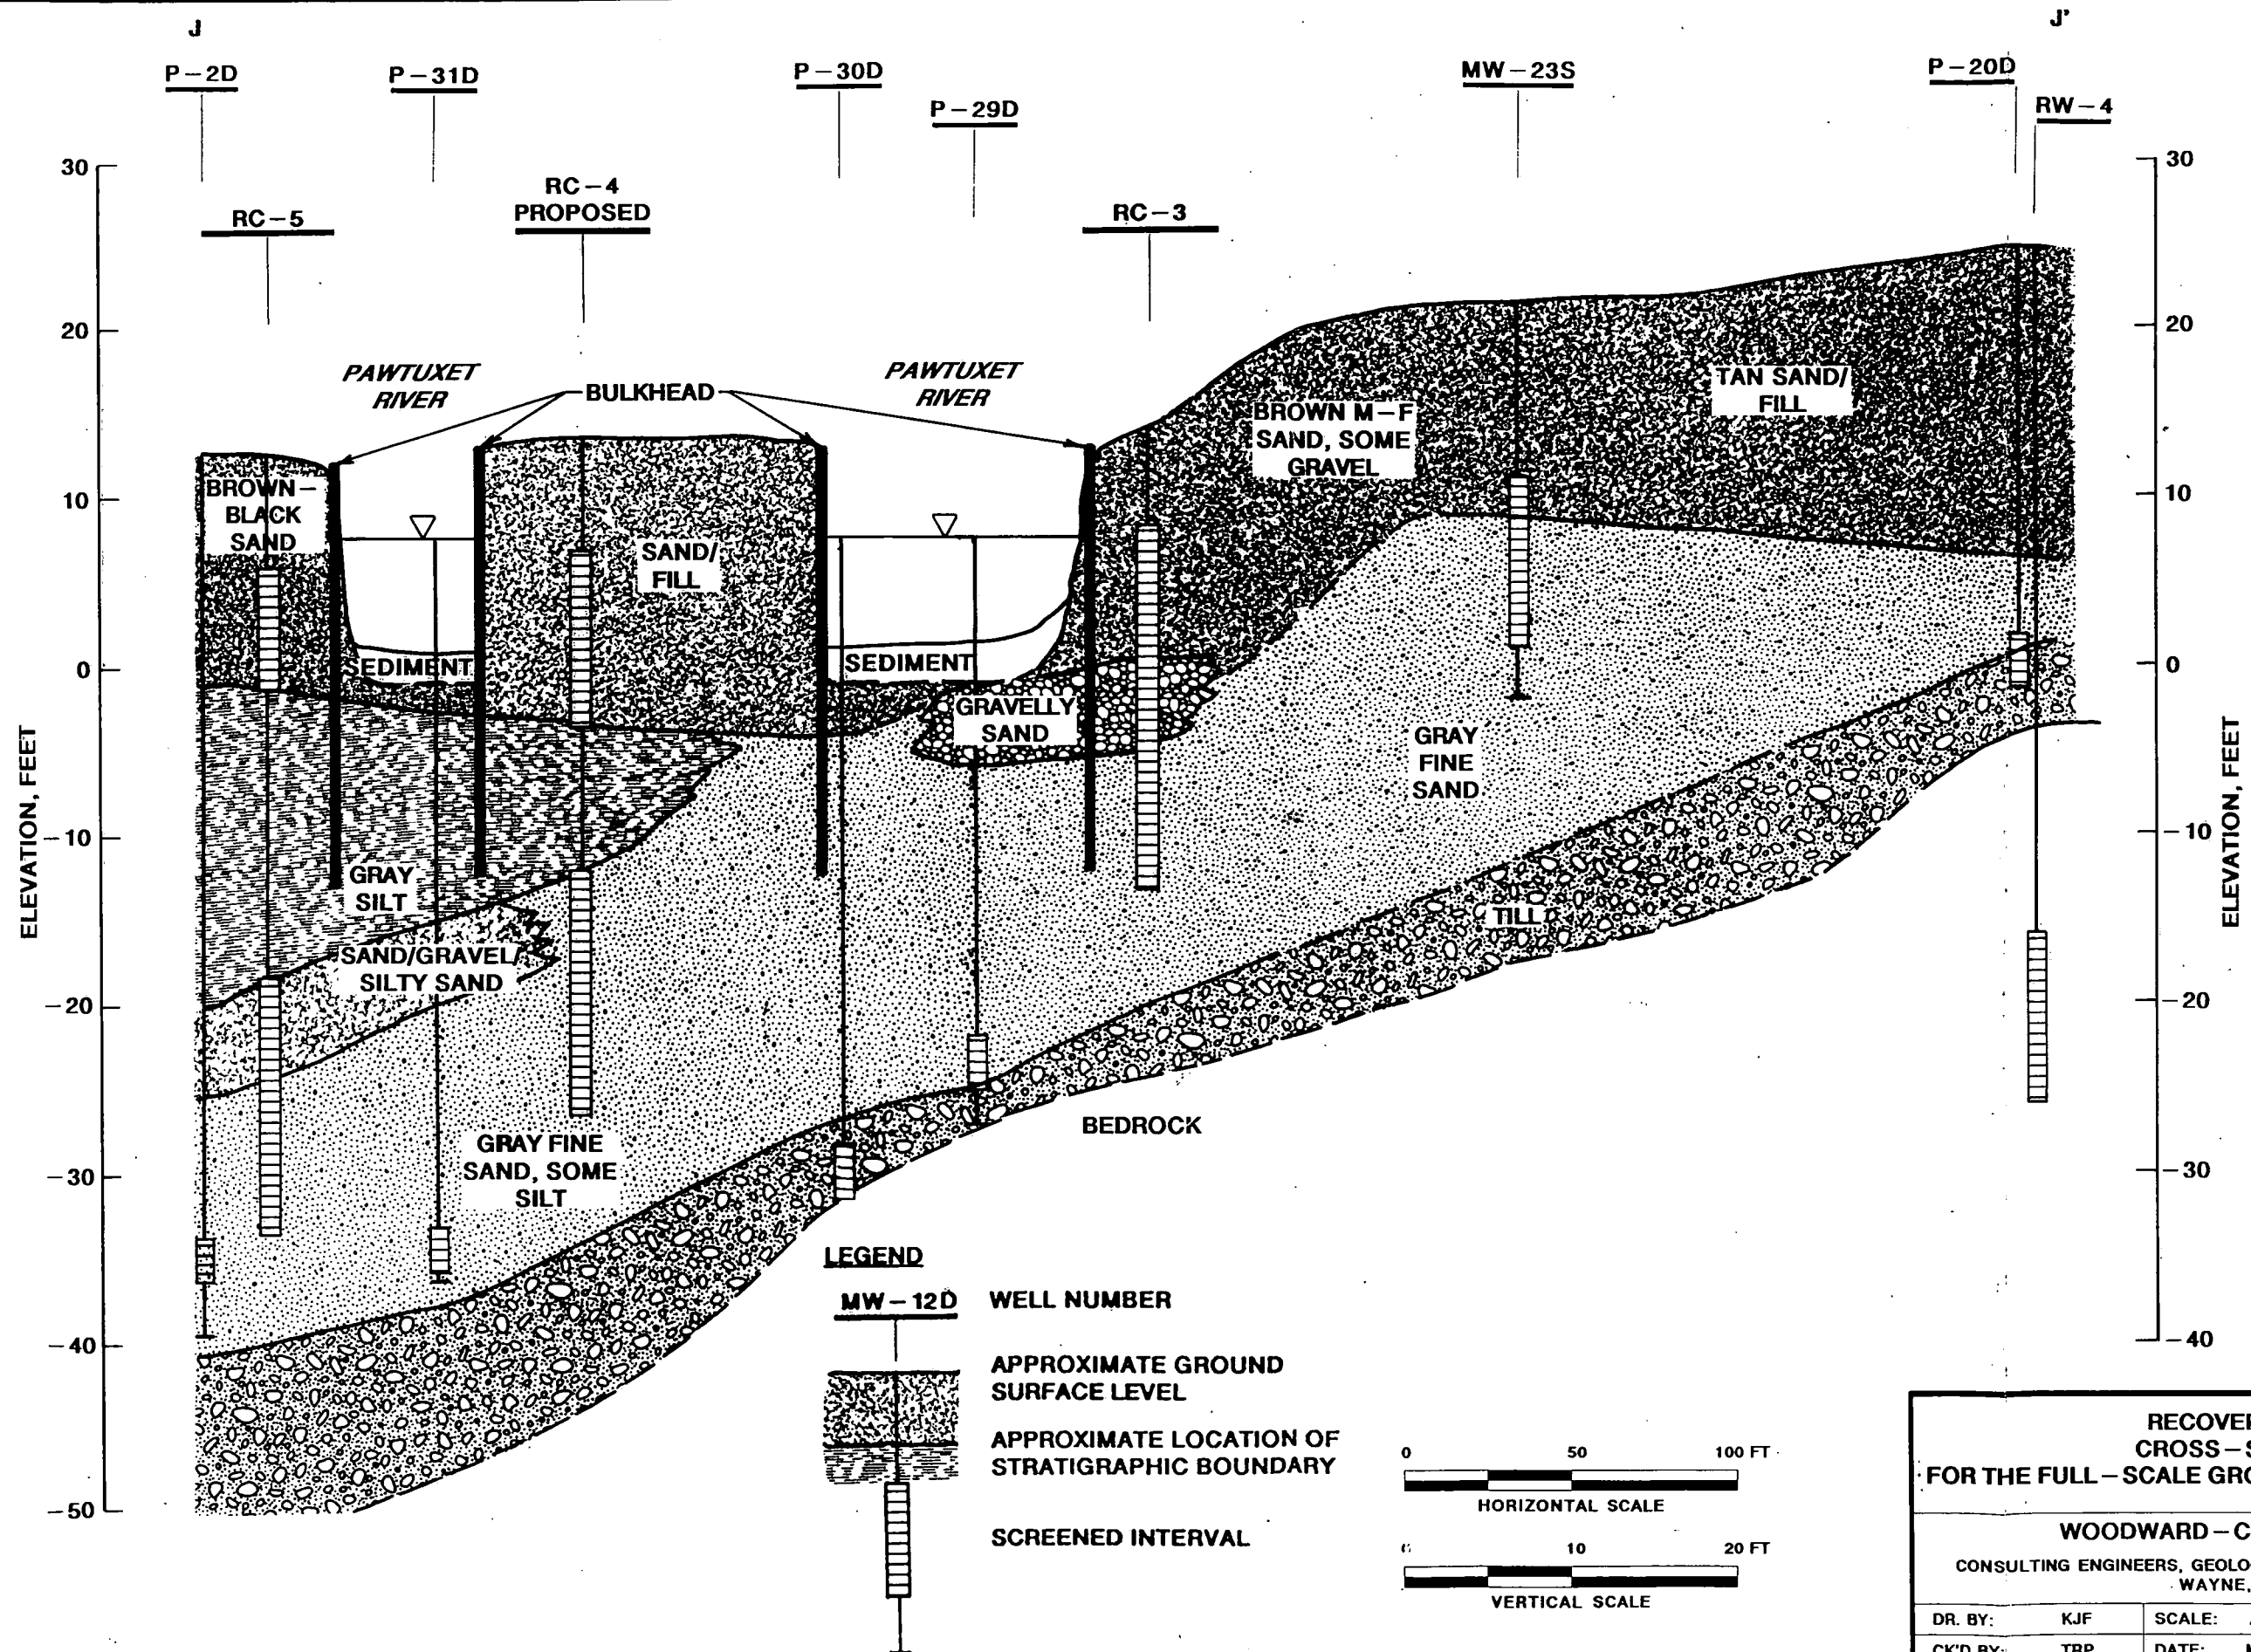 J
J'
P-2D
P-31D
P-30D
P-29D
MW-23S
P-20D
RW-4
RC-5
RC-4
PROPOSED
RC-3
30
20
10
0
-10
-20
-30
-40
-50
ELEVATION, FEET
30
20
10
0
-10
-20
-30
-40
ELEVATION, FEET
PAWTUXET
RIVER
BULKHEAD
PAWTUXET
RIVER
BROWN-
BLACK
SAND
SAND/
FILL
BROWN M-F
SAND, SOME
GRAVEL
TAN SAND/
FILL
SEDIMENT
SEDIMENT
GRAVELLY
SAND
GRAY
FINE
SAND
GRAY
SILT
SAND/GRAVEL/
SILTY SAND
TILL
GRAY FINE
SAND, SOME
SILT
BEDROCK
LEGEND
MW-12D WELL NUMBER
APPROXIMATE GROUND
SURFACE LEVEL
APPROXIMATE LOCATION OF
STRATIGRAPHIC BOUNDARY
SCREENED INTERVAL
0 50 100 FT
HORIZONTAL SCALE
10 20 FT
VERTICAL SCALE
RECOVER
CROSS-S
FOR THE FULL-SCALE GRO
WOODWARD-C
CONSULTING ENGINEERS, GEOLO
WAYNE,
DR. BY: KJF SCALE:
CK'D BY: TBP DATE: